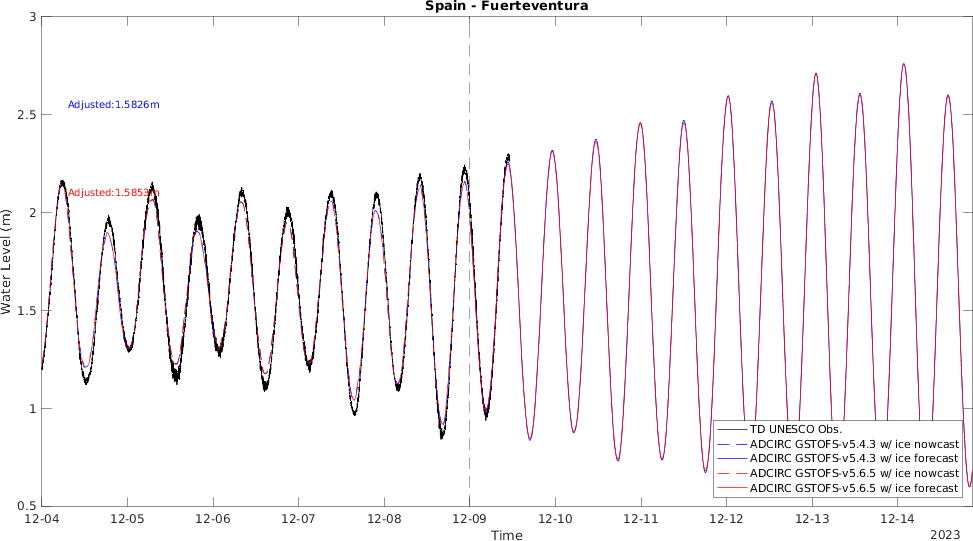 Spain - Fuerteventura
3
2.5
2
1.5
1
0.5
Water Level (m)
Adjusted:1.5826m
Adjusted:1.5853m
TD UNESCO Obs.
ADCIRC GSTOFS-v5.4.3 w/ ice nowcast
ADCIRC GSTOFS-v5.4.3 w/ ice forecast
ADCIRC GSTOFS-v5.6.5 w/ ice nowcast
ADCIRC GSTOFS-v5.6.5 w/ ice forecast
12-04 12-05 12-06 12-07 12-08 12-09 12-10 12-11 12-12 12-13 12-14
Time
2023